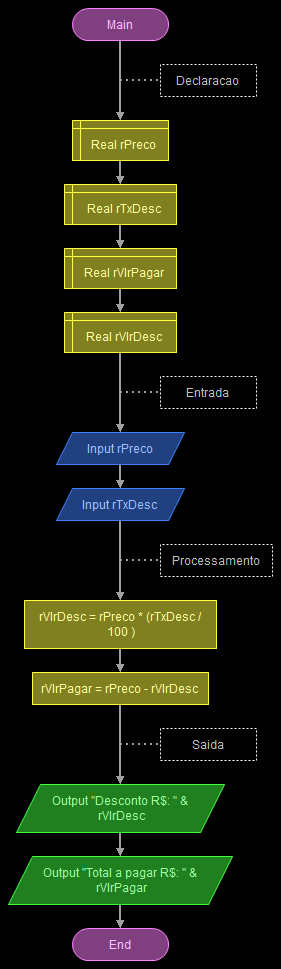 Main
Declaracao
Real rPreco
Real rTxDesc
Real rVlrPagar
Real rVlrDesc
Entrada
Input rPreco
Input rTxDesc
Processamento
rVlrDesc = rPreco * (rTxDesc /
100 )
rVlrPagar = rPreco - rVlrDesc
Saida
Output "Desconto R$: " &
rVlrDesc
Output "Total a pagar R$: " &
rVlrPagar
End